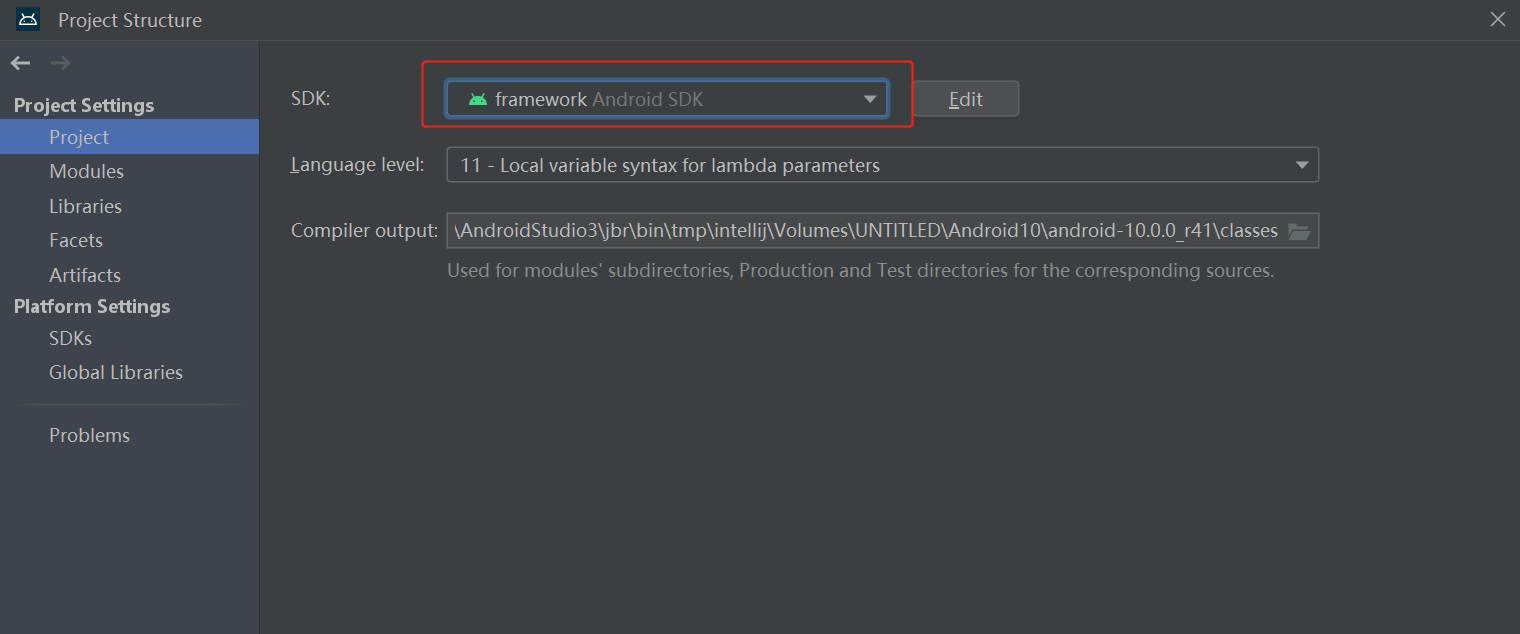 Project Structure
Project Settings
Project
Modules
Libraries
Facets
Artifacts
Platform Settings
SDKs
Global Libraries
Problems
SDK: framework Android SDK Edit
Language level: 11 - Local variable syntax for lambda parameters
Compiler output: \AndroidStudio3\jbr\bin\tmp\intellij\Volumes\UNTITLED\Android10\android-10.0.0_r41\classes
Used for modules' subdirectories, Production and Test directories for the corresponding sources.